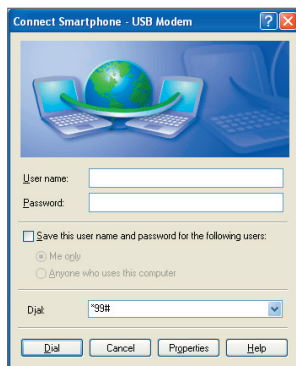 Connect Smartphone - USB Modem
User name:
Password:
Save this user name and password for the following users:
Me only
Anyone who uses this computer
Dial: *99#
Dial Cancel Properties Help